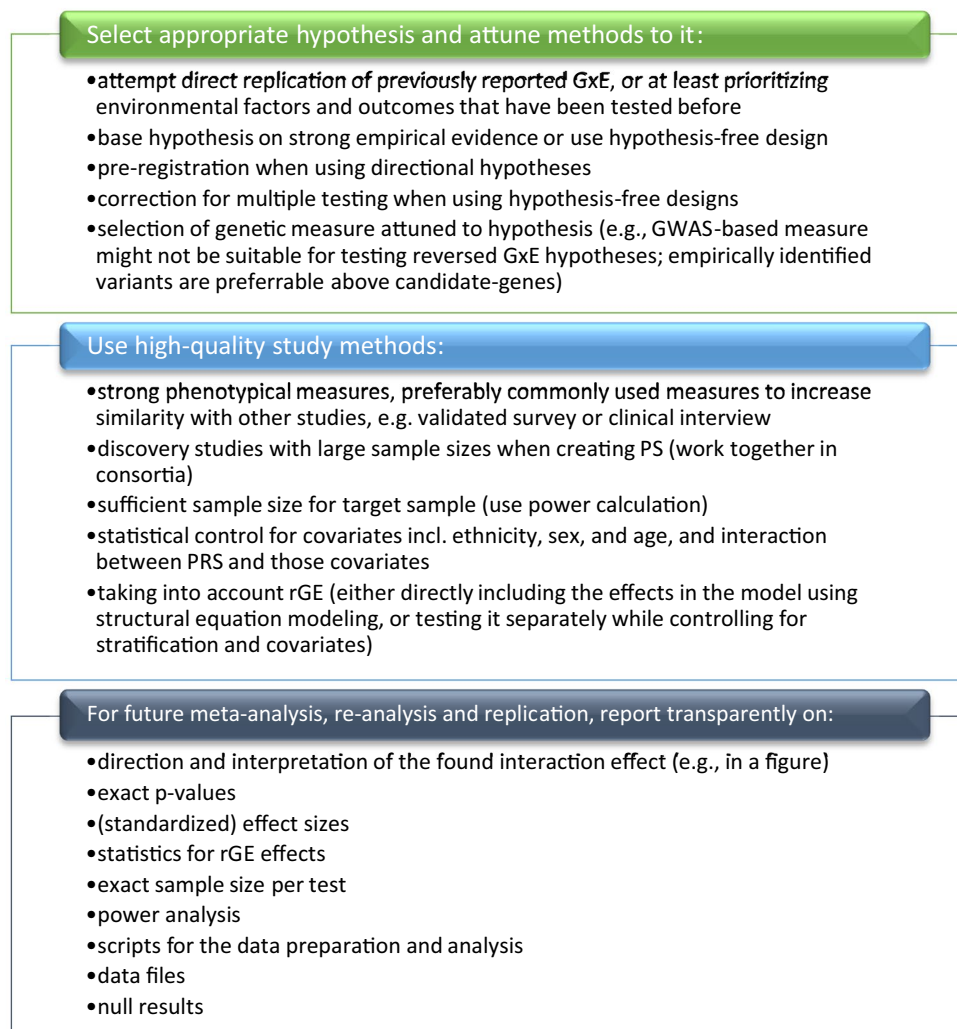 Select appropriate hypothesis and attune methods to it:
•attempt direct replication of previously reported GxE, or at least prioritizing
environmental factors and outcomes that have been tested before
•base hypothesis on strong empirical evidence or use hypothesis-free design
•pre-registration when using directional hypotheses
•correction for multiple testing when using hypothesis-free designs
•selection of genetic measure attuned to hypothesis (e.g., GWAS-based measure
might not be suitable for testing reversed GxE hypotheses; empirically identified
variants are preferrable above candidate-genes)
Use high-quality study methods:
•strong phenotypical measures, preferably commonly used measures to increase
similarity with other studies, e.g. validated survey or clinical interview
•discovery studies with large sample sizes when creating PS (work together in
consortia)
•sufficient sample size for target sample (use power calculation)
•statistical control for covariates incl. ethnicity, sex, and age, and interaction
between PRS and those covariates
•taking into account rGE (either directly including the effects in the model using
structural equation modeling, or testing it separately while controlling for
stratification and covariates)
For future meta-analysis, re-analysis and replication, report transparently on:
•direction and interpretation of the found interaction effect (e.g., in a figure)
•exact p-values
•(standardized) effect sizes
•statistics for rGE effects
•exact sample size per test
•power analysis
•scripts for the data preparation and analysis
•data files
•null results